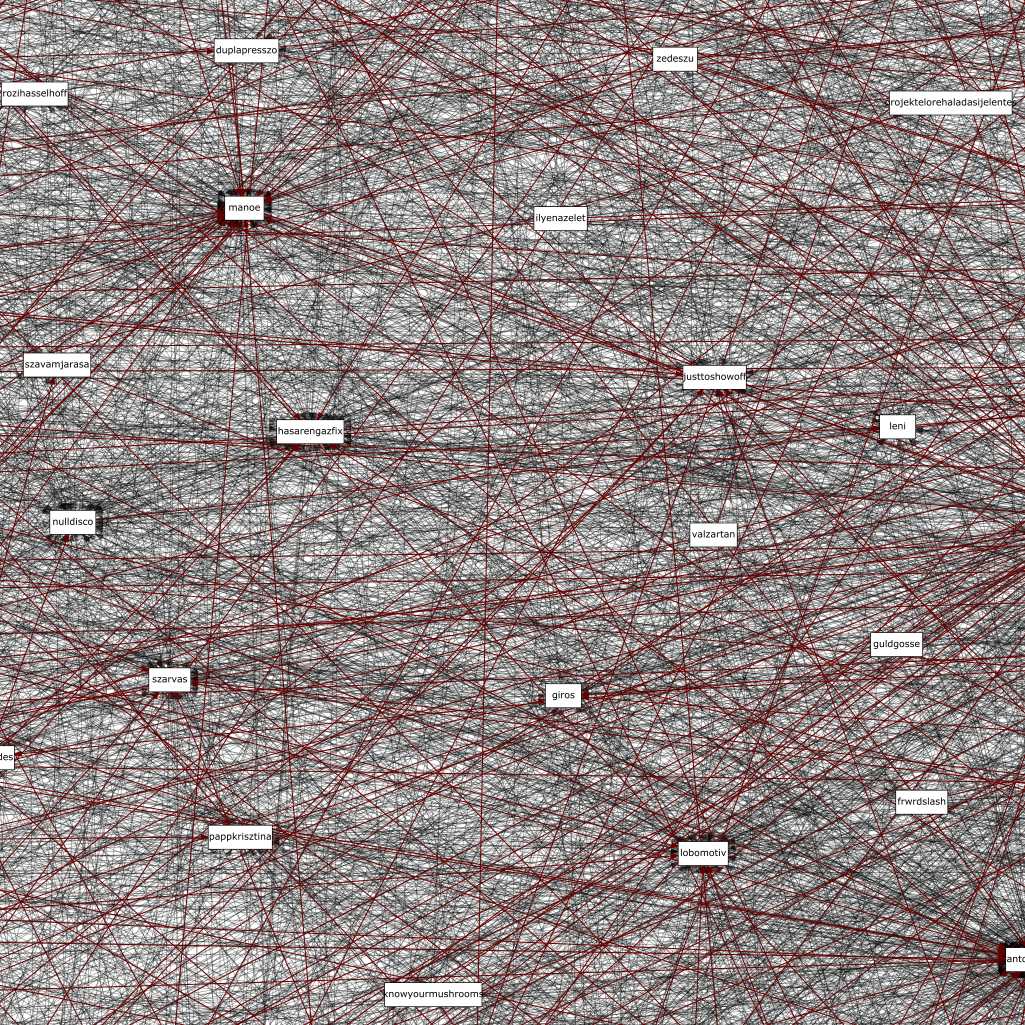 duplapresszo
zedeszu
rozihasselhoff
rojektelorehaladasijelentes
manoe
ilyenazelet
szavamjarasa
justtoshowoff
leni
hasarengazfix
nulldisco
valzartan
guldgosse
szarvas
giros
des
frwrdslash
pappkrisztina
lobomotiv
anto
knowyourmushrooms